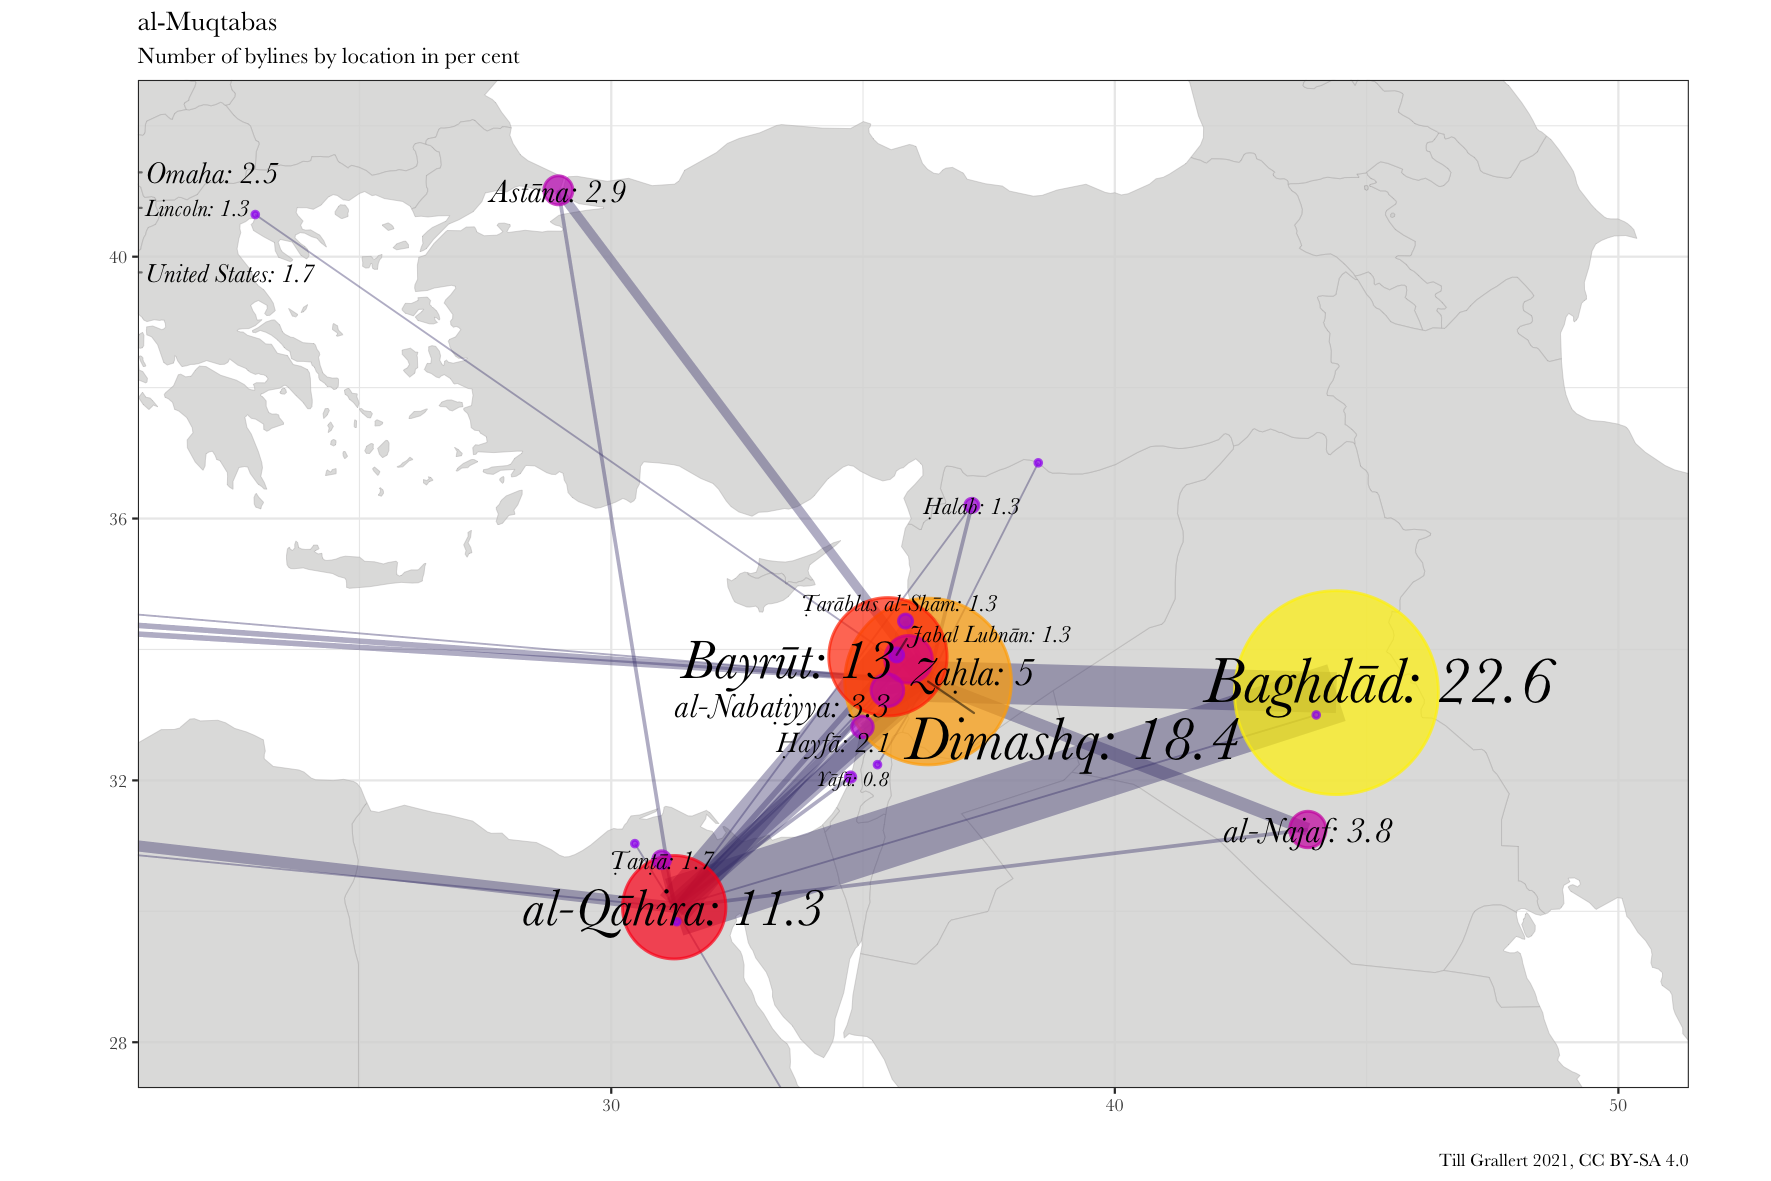 al-Muqtabas
Number of bylines by location in per cent
Omaha: 2.5
Astāna: 2.9
Lincoln: 1.3
40
United States: 1.7
Ḥalab: 1.3
36
Ṭarāblus al-Shām: 1.3
Jabal Lubnān: 1.3
Bayrūt: 13
Zaḥla: 5
Baghdād: 22.6
al-Nabaṭiyya: 3.3
Dimashq: 18.4
Ḥayfā: 2.1
32
Yāfā: 0.8
al-Najaf: 3.8
Ṭanṭā: 1.7
al-Qāhira: 11.3
28
30
40
50
Till Grallert 2021, CC BY-SA 4.0